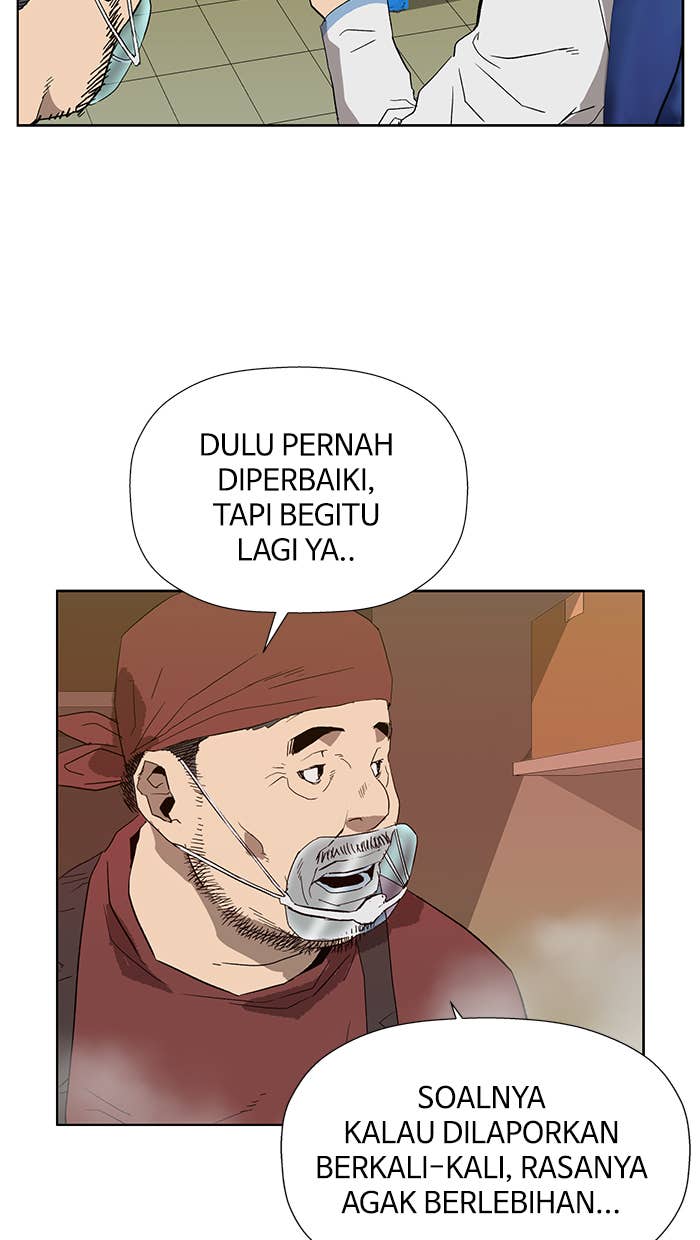 DULU PERNAH
DIPERBAIKI,
TAPI BEGITU
LAGI YA..
SOALNYA
KALAU DILAPORKAN
BERKALI-KALI, RASANYA
AGAK BERLEBIHAN...